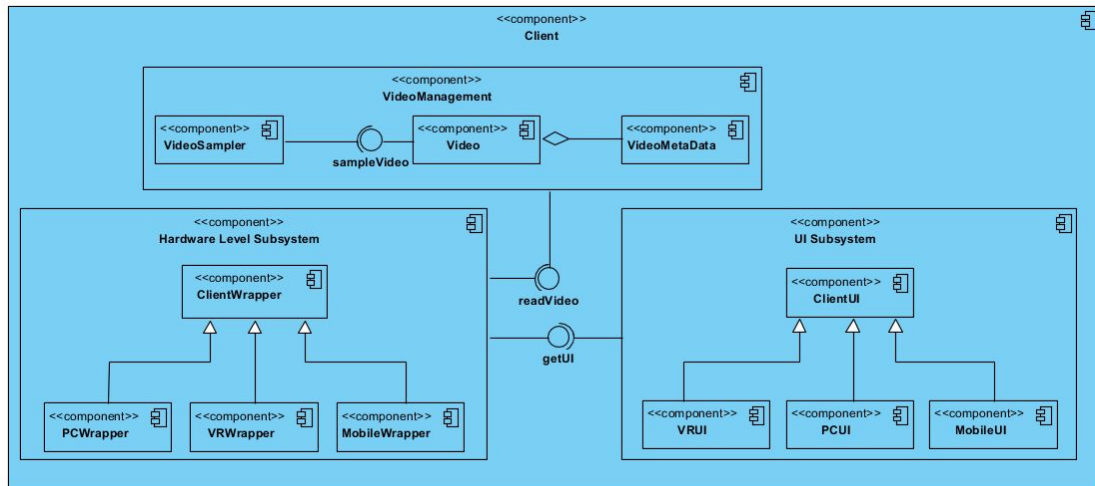 <<component>>
Client
<<component>>
VideoManagement
<<component>>
VideoSampler
sampleVideo
<<component>>
Video
<<component>>
VideoMetaData
<<component>>
Hardware Level Subsystem
<<component>>
ClientWrapper
<<component>>
PCWrapper
<<component>>
VRWrapper
<<component>>
MobileWrapper
readVideo
getUI
<<component>>
UI Subsystem
<<component>>
ClientUI
<<component>>
VRUI
<<component>>
PCUI
<<component>>
MobileUI